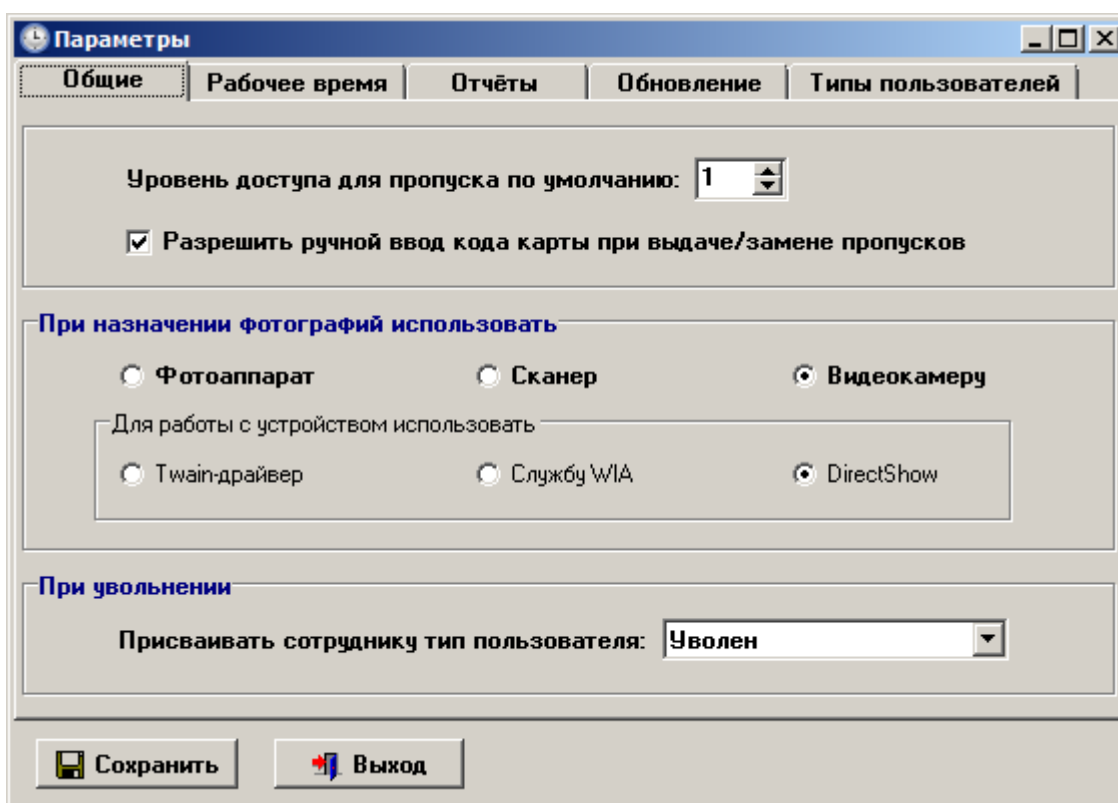 Параметры
Общие Рабочее время Отчёты Обновление Типы пользователей
Уровень доступа для пропуска по умолчанию: 1
Разрешить ручной ввод кода карты при выдаче/замене пропусков
При назначении фотографий использовать
Фотоаппарат Сканер Видеокамеру
Для работы с устройством использовать
Twain-драйвер Службу WIA DirectShow
При увольнении
Присваивать сотруднику тип пользователя: Уволен
Сохранить Выход